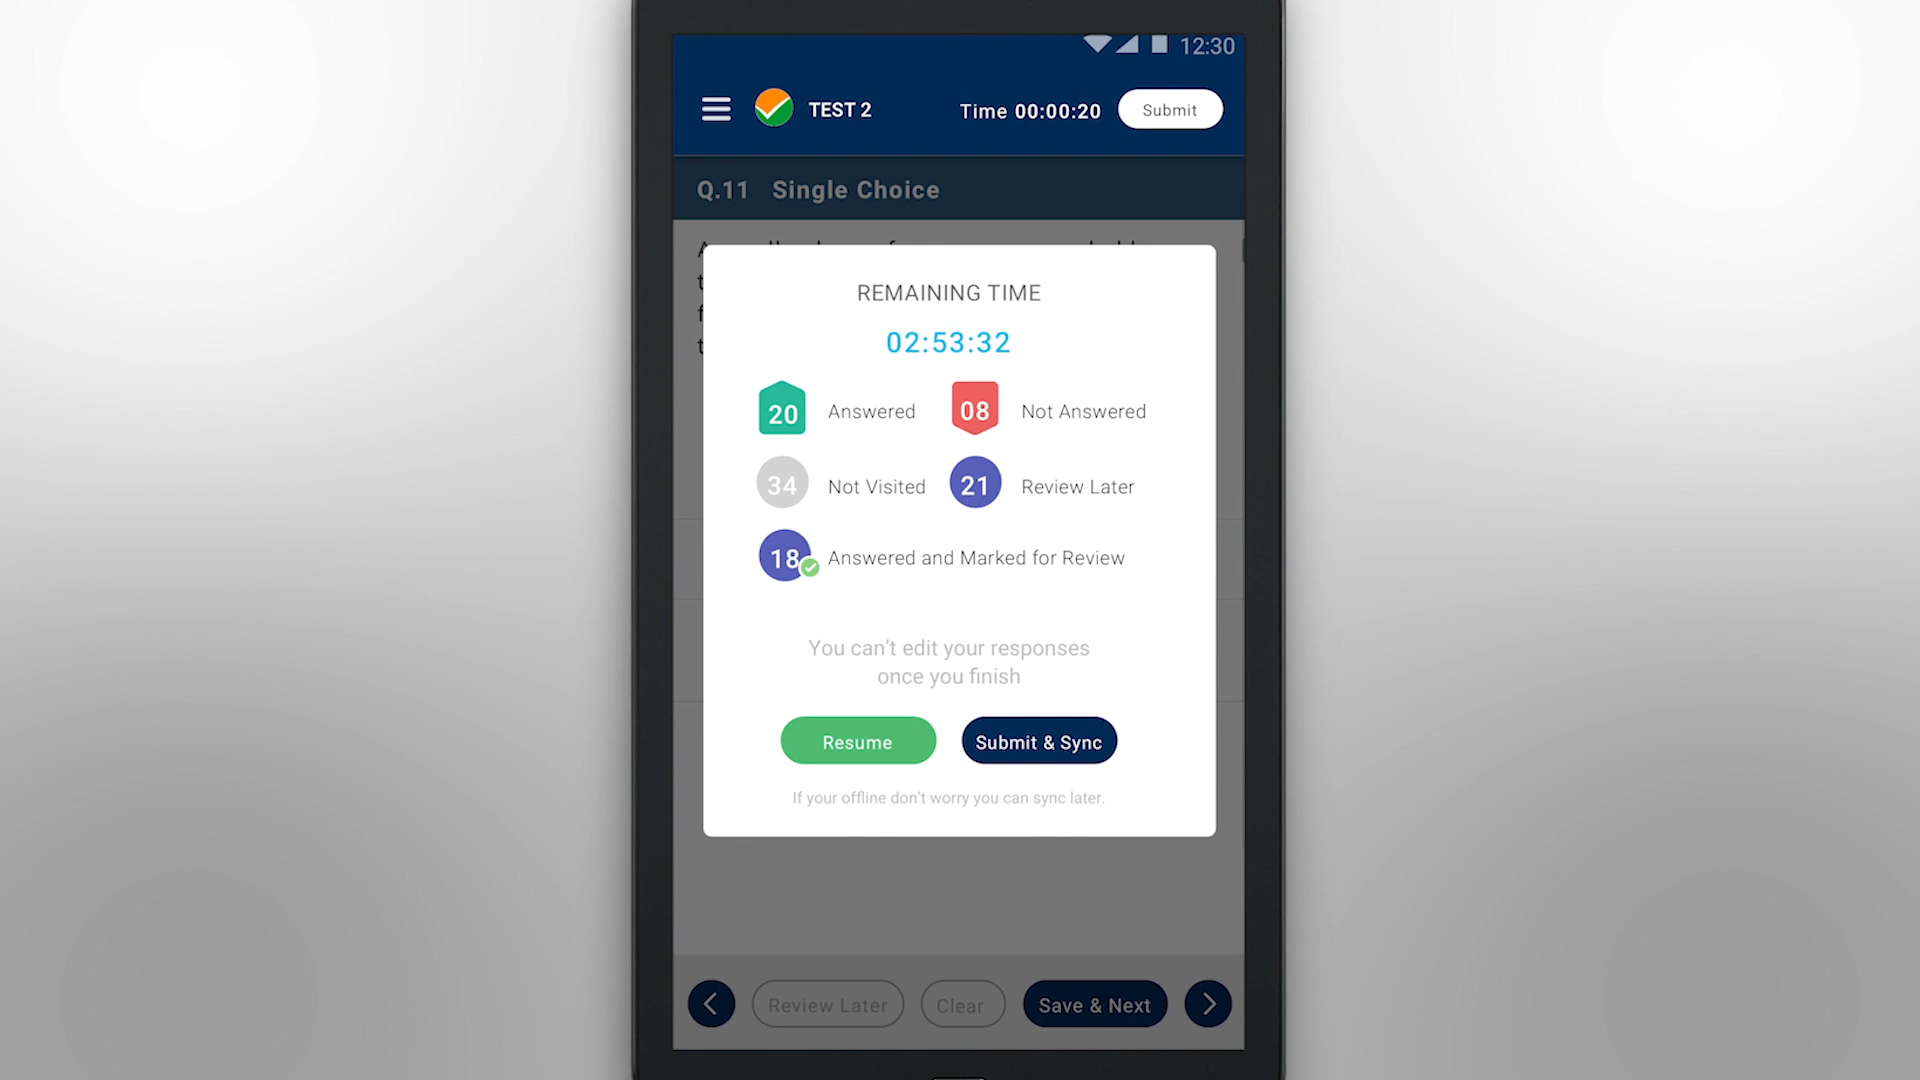 12:30
TEST 2 Time 00:00:20 Submit
Q.11 Single Choice
REMAINING TIME
02:53:32
20 Answered 08 Not Answered
34 Not Visited 21 Review Later
18 Answered and Marked for Review
You can’t edit your responses
once you finish
Resume Submit & Sync
If your offline don’t worry you can sync later.
Review Later Clear Save & Next